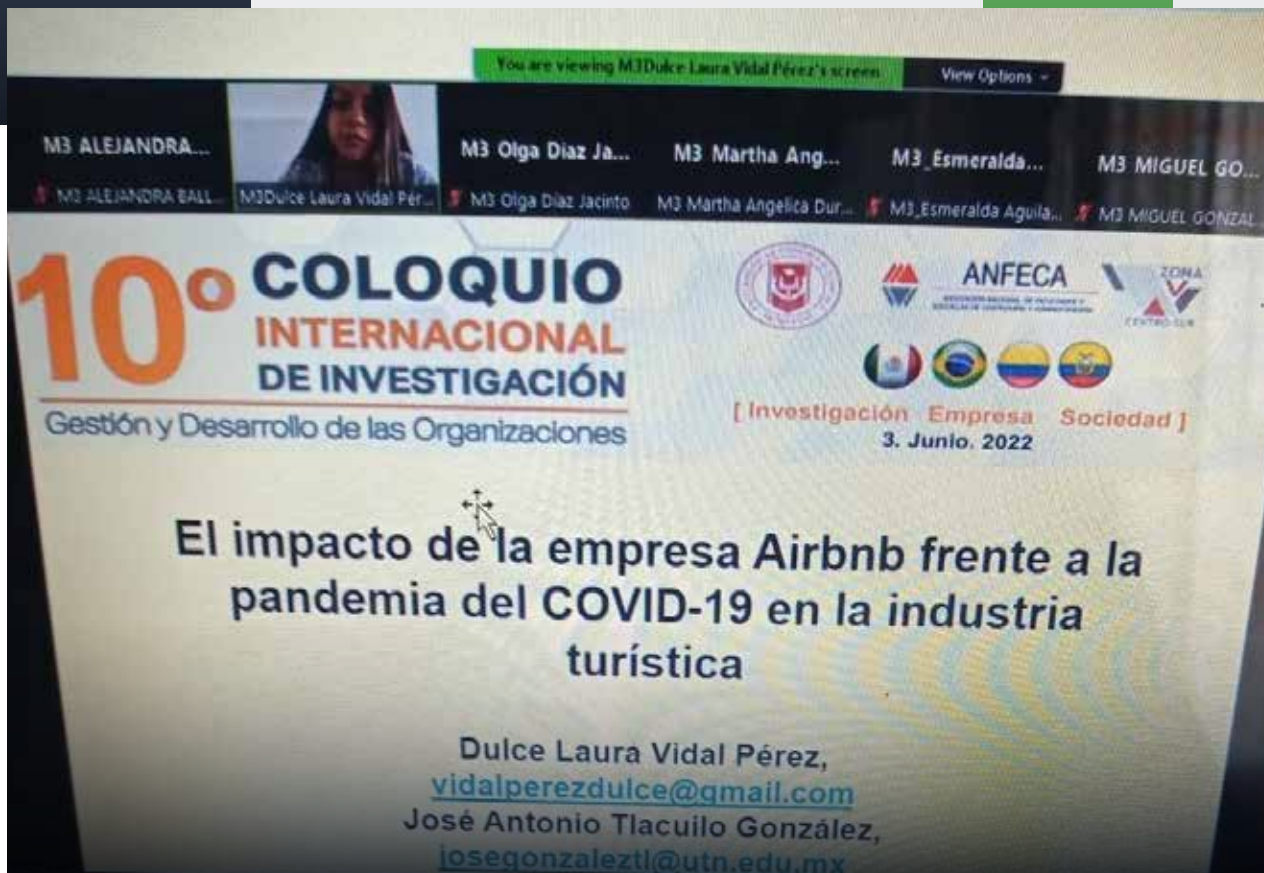 You are viewing M3Dulce Laura Vidal Pérez's screen View Options
M3 ALEJANDRA... M3 Olga Diaz Ja... M3 Martha Ang... M3_Esmeralda... M3 MIGUEL GO...
M3 ALEJANDRA BALL... M3Dulce Laura Vidal Pér... M3 Olga Díaz Jacinto M3 Martha Angelica Dur... M3_Esmeralda Aguila... M3 MIGUEL GONZAL...
10º COLOQUIO
INTERNACIONAL
DE INVESTIGACIÓN
Gestión y Desarrollo de las Organizaciones
ANFECA
ZONA
CENTRO-SUR
[ Investigación Empresa Sociedad ]
3. Junio. 2022
El impacto de la empresa Airbnb frente a la
pandemia del COVID-19 en la industria
turística
Dulce Laura Vidal Pérez,
vidalperezdulce@gmail.com
José Antonio Tlacuilo González,
josegonzaleztl@utn.edu.mx